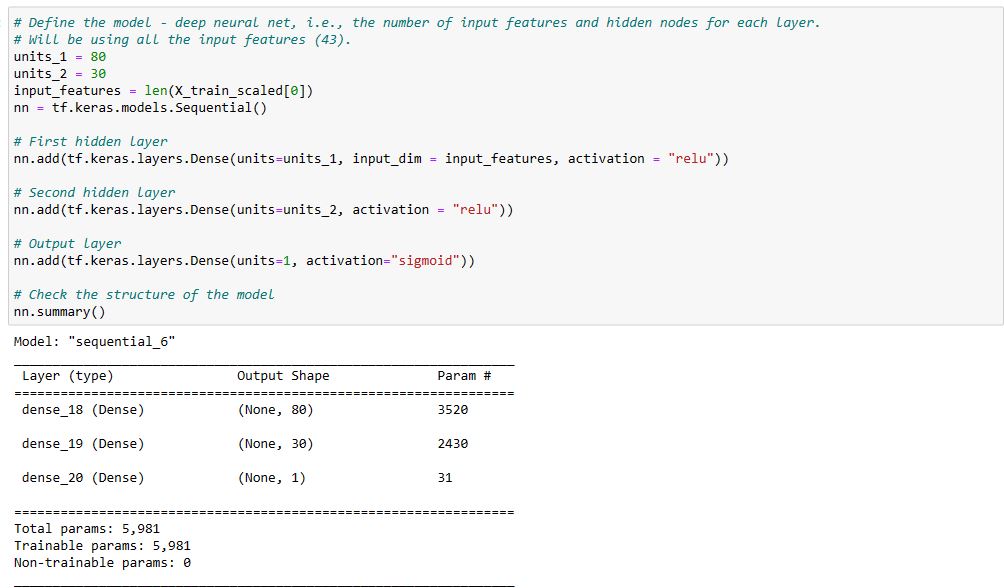 # Define the model - deep neural net, i.e., the number of input features and hidden nodes for each layer.
# Will be using all the input features (43).
units_1 = 80
units_2 = 30
input_features = len(X_train_scaled[0])
nn = tf.keras.models.Sequential()
# First hidden layer
nn.add(tf.keras.layers.Dense(units=units_1, input_dim = input_features, activation = "relu"))
# Second hidden layer
nn.add(tf.keras.layers.Dense(units=units_2, activation = "relu"))
# Output layer
nn.add(tf.keras.layers.Dense(units=1, activation="sigmoid"))
# Check the structure of the model
nn.summary()
Model: "sequential_6"
_________________________________________________________________
Layer (type) Output Shape Param #
=================================================================
dense_18 (Dense) (None, 80) 3520
dense_19 (Dense) (None, 30) 2430
dense_20 (Dense) (None, 1) 31
=================================================================
Total params: 5,981
Trainable params: 5,981
Non-trainable params: 0
_________________________________________________________________